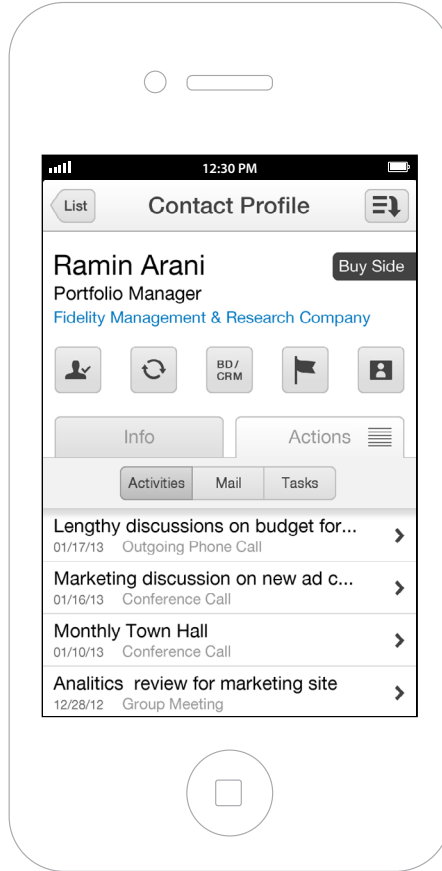 12:30 PM
List
Contact Profile
Ramin Arani
Buy Side
Portfolio Manager
Fidelity Management & Research Company
BD/
CRM
Info
Actions
Activities
Mail
Tasks
Lengthy discussions on budget for...
01/17/13 Outgoing Phone Call
Marketing discussion on new ad c...
01/16/13 Conference Call
Monthly Town Hall
01/10/13 Conference Call
Analitics review for marketing site
12/28/12 Group Meeting